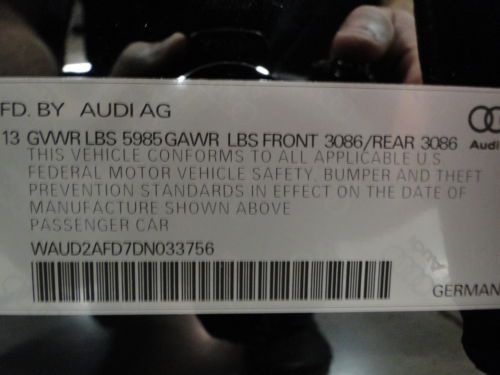 FD. BY AUDI AG
13 GVWR LBS 5985 GAWR LBS FRONT 3086/REAR 3086
Audi
THIS VEHICLE CONFORMS TO ALL APPLICABLE U.S.
FEDERAL MOTOR VEHICLE SAFETY, BUMPER AND THEFT
PREVENTION STANDARDS IN EFFECT ON THE DATE OF
MANUFACTURE SHOWN ABOVE
PASSENGER CAR
WAUD2AFD7DN033756
Audi
GERMAN